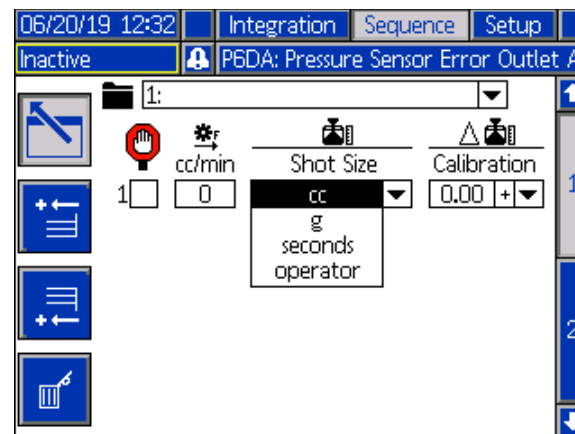 06/20/19 12:32 Integration Sequence Setup
Inactive P6DA: Pressure Sensor Error Outlet A
1:
F
cc/min Shot Size Calibration
1 0 cc 0.00 + 1
g
seconds
operator
2